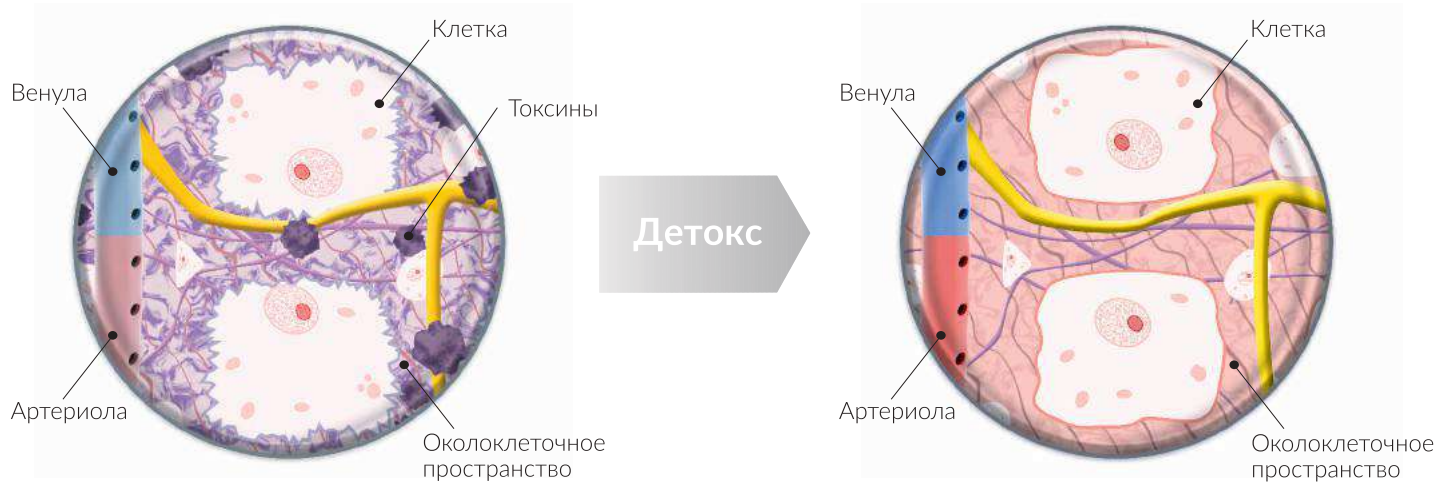 Клетка
Венула
Токсины
Артериола
Околоклеточное
пространство
Детокс
Клетка
Венула
Артериола
Околоклеточное
пространство